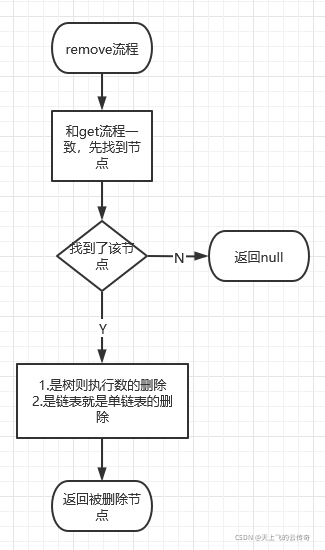 remove流程
和get流程一
致，先找到节
点
找到了该节
点
N
返回null
Y
1.是树则执行数的删除
2.是链表就是单链表的删
除
返回被删除节
点
CSDN @天上飞的云传奇